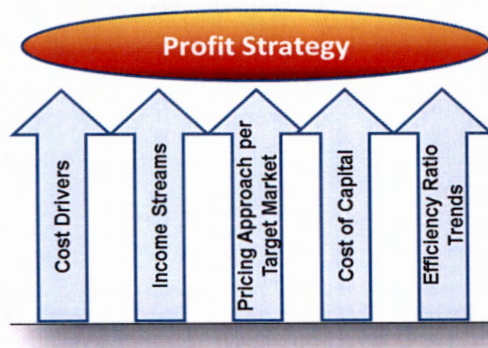 Profit Strategy
Cost Drivers
Income Streams
Pricing Approach per
Target Market
Cost of Capital
Efficiency Ratio
Trends